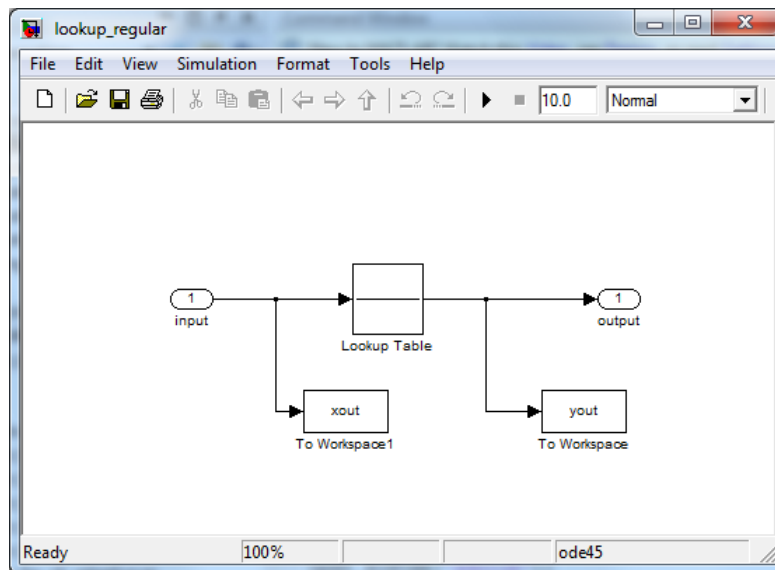 lookup_regular
File Edit View Simulation Format Tools Help
10.0 Normal
1
input
Lookup Table
1
output
xout
To Workspace1
yout
To Workspace
Ready 100% ode45